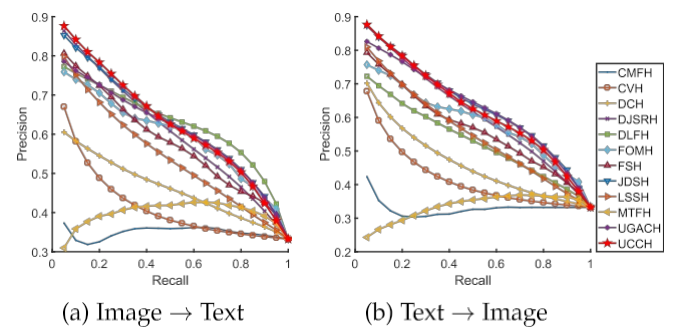 0.9
0.8
0.7
0.6
0.5
0.4
0.3
Precision
0
0.2
0.4
0.6
0.8
1
Recall
(a) Image → Text
0.9
0.8
0.7
0.6
0.5
0.4
0.3
0.2
Precision
0
0.2
0.4
0.6
0.8
1
Recall
(b) Text → Image
CMFH
CVH
DCH
DJSRH
DLFH
FOMH
FSH
JDSH
LSSH
MTFH
UGACH
UCCH